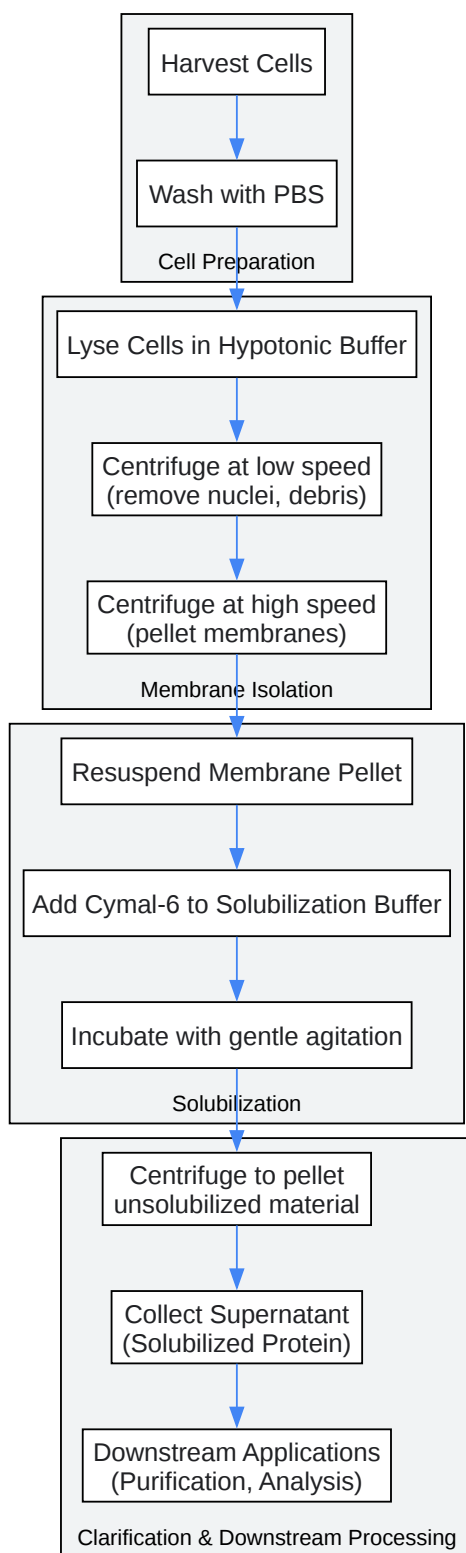 Harvest Cells
Wash with PBS
Cell Preparation
Lyse Cells in Hypotonic Buffer
Centrifuge at low speed
(remove nuclei, debris)
Centrifuge at high speed
(pellet membranes)
Membrane Isolation
Resuspend Membrane Pellet
Add Cymal-6 to Solubilization Buffer
Incubate with gentle agitation
Solubilization
Centrifuge to pellet
unsolubilized material
Collect Supernatant
(Solubilized Protein)
Downstream Applications
(Purification, Analysis)
Clarification & Downstream Processing